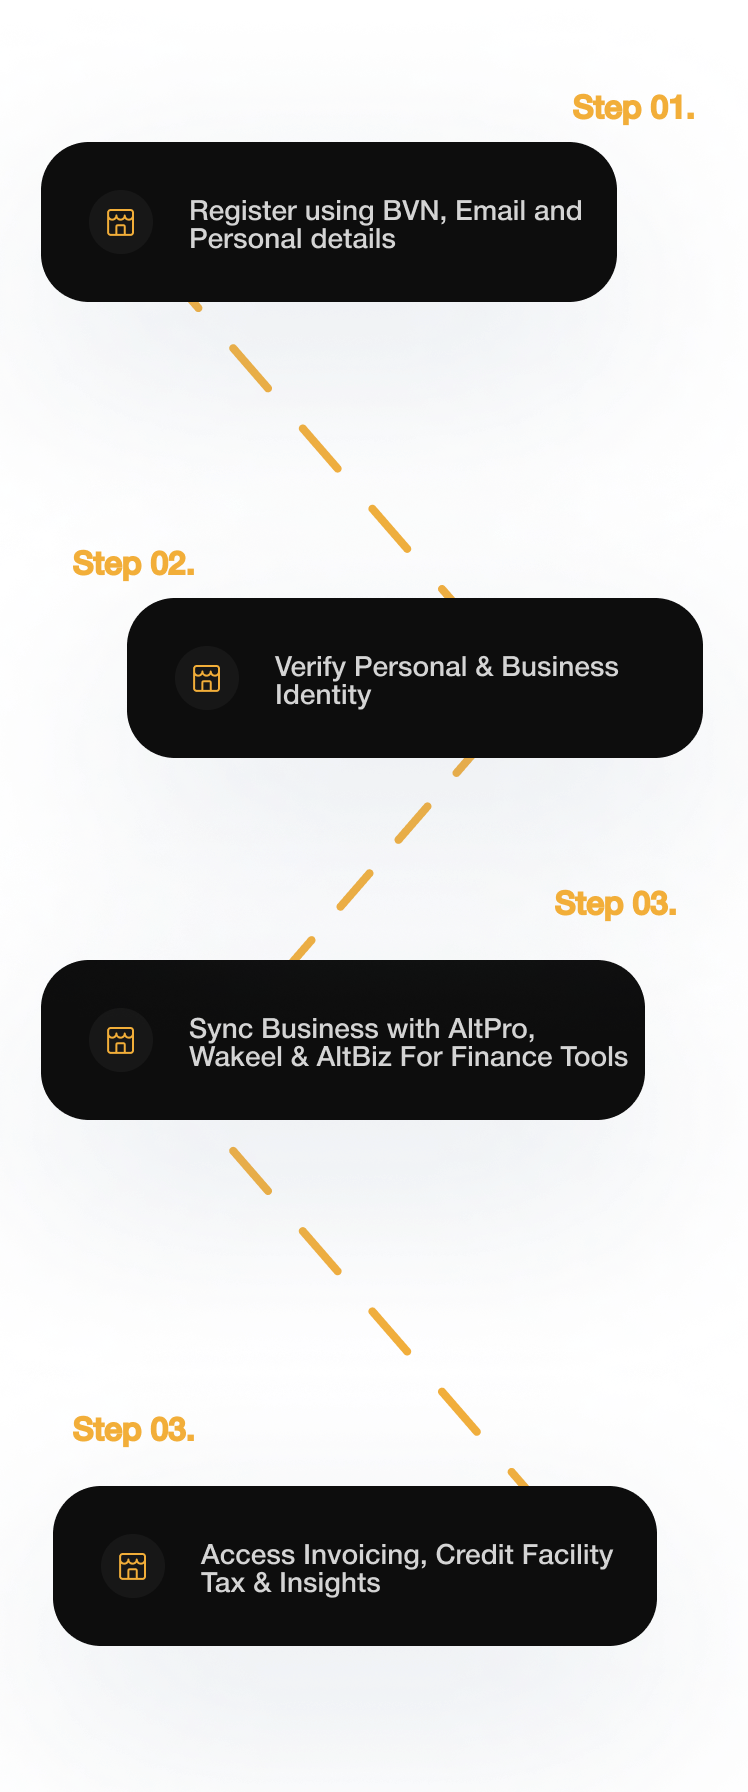 Step 01.
Register using BVN, Email and
Personal details
Step 02.
Verify Personal & Business
Identity
Step 03.
Sync Business with AltPro,
Wakeel & AltBiz For Finance Tools
Step 03.
Access Invoicing, Credit Facility
Tax & Insights